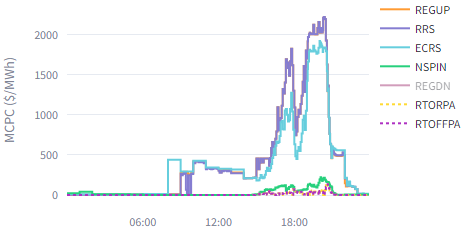 MCPC ($/MWh)
2000
1500
1000
500
0
06:00 12:00 18:00
REGUP
RRS
ECRS
NSPIN
REGDN
RTORPA
RTOFFPA